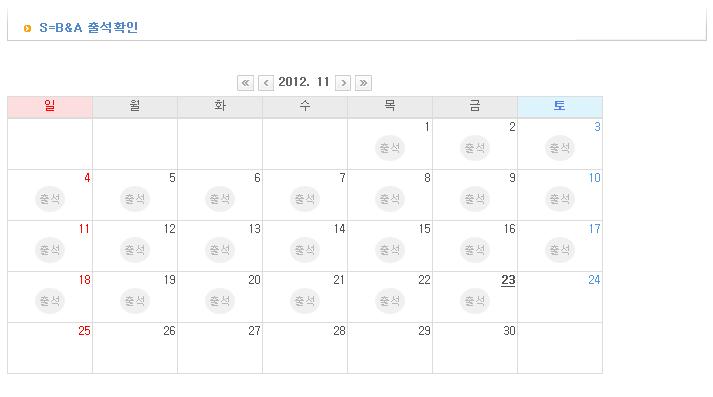 S=B&A 출석확인
2012. 11
일 월 화 수 목 금 토
1 2 3
출석 출석 출석
4 5 6 7 8 9 10
출석 출석 출석 출석 출석 출석 출석
11 12 13 14 15 16 17
출석 출석 출석 출석 출석 출석 출석
18 19 20 21 22 23 24
출석 출석 출석 출석 출석 출석
25 26 27 28 29 30